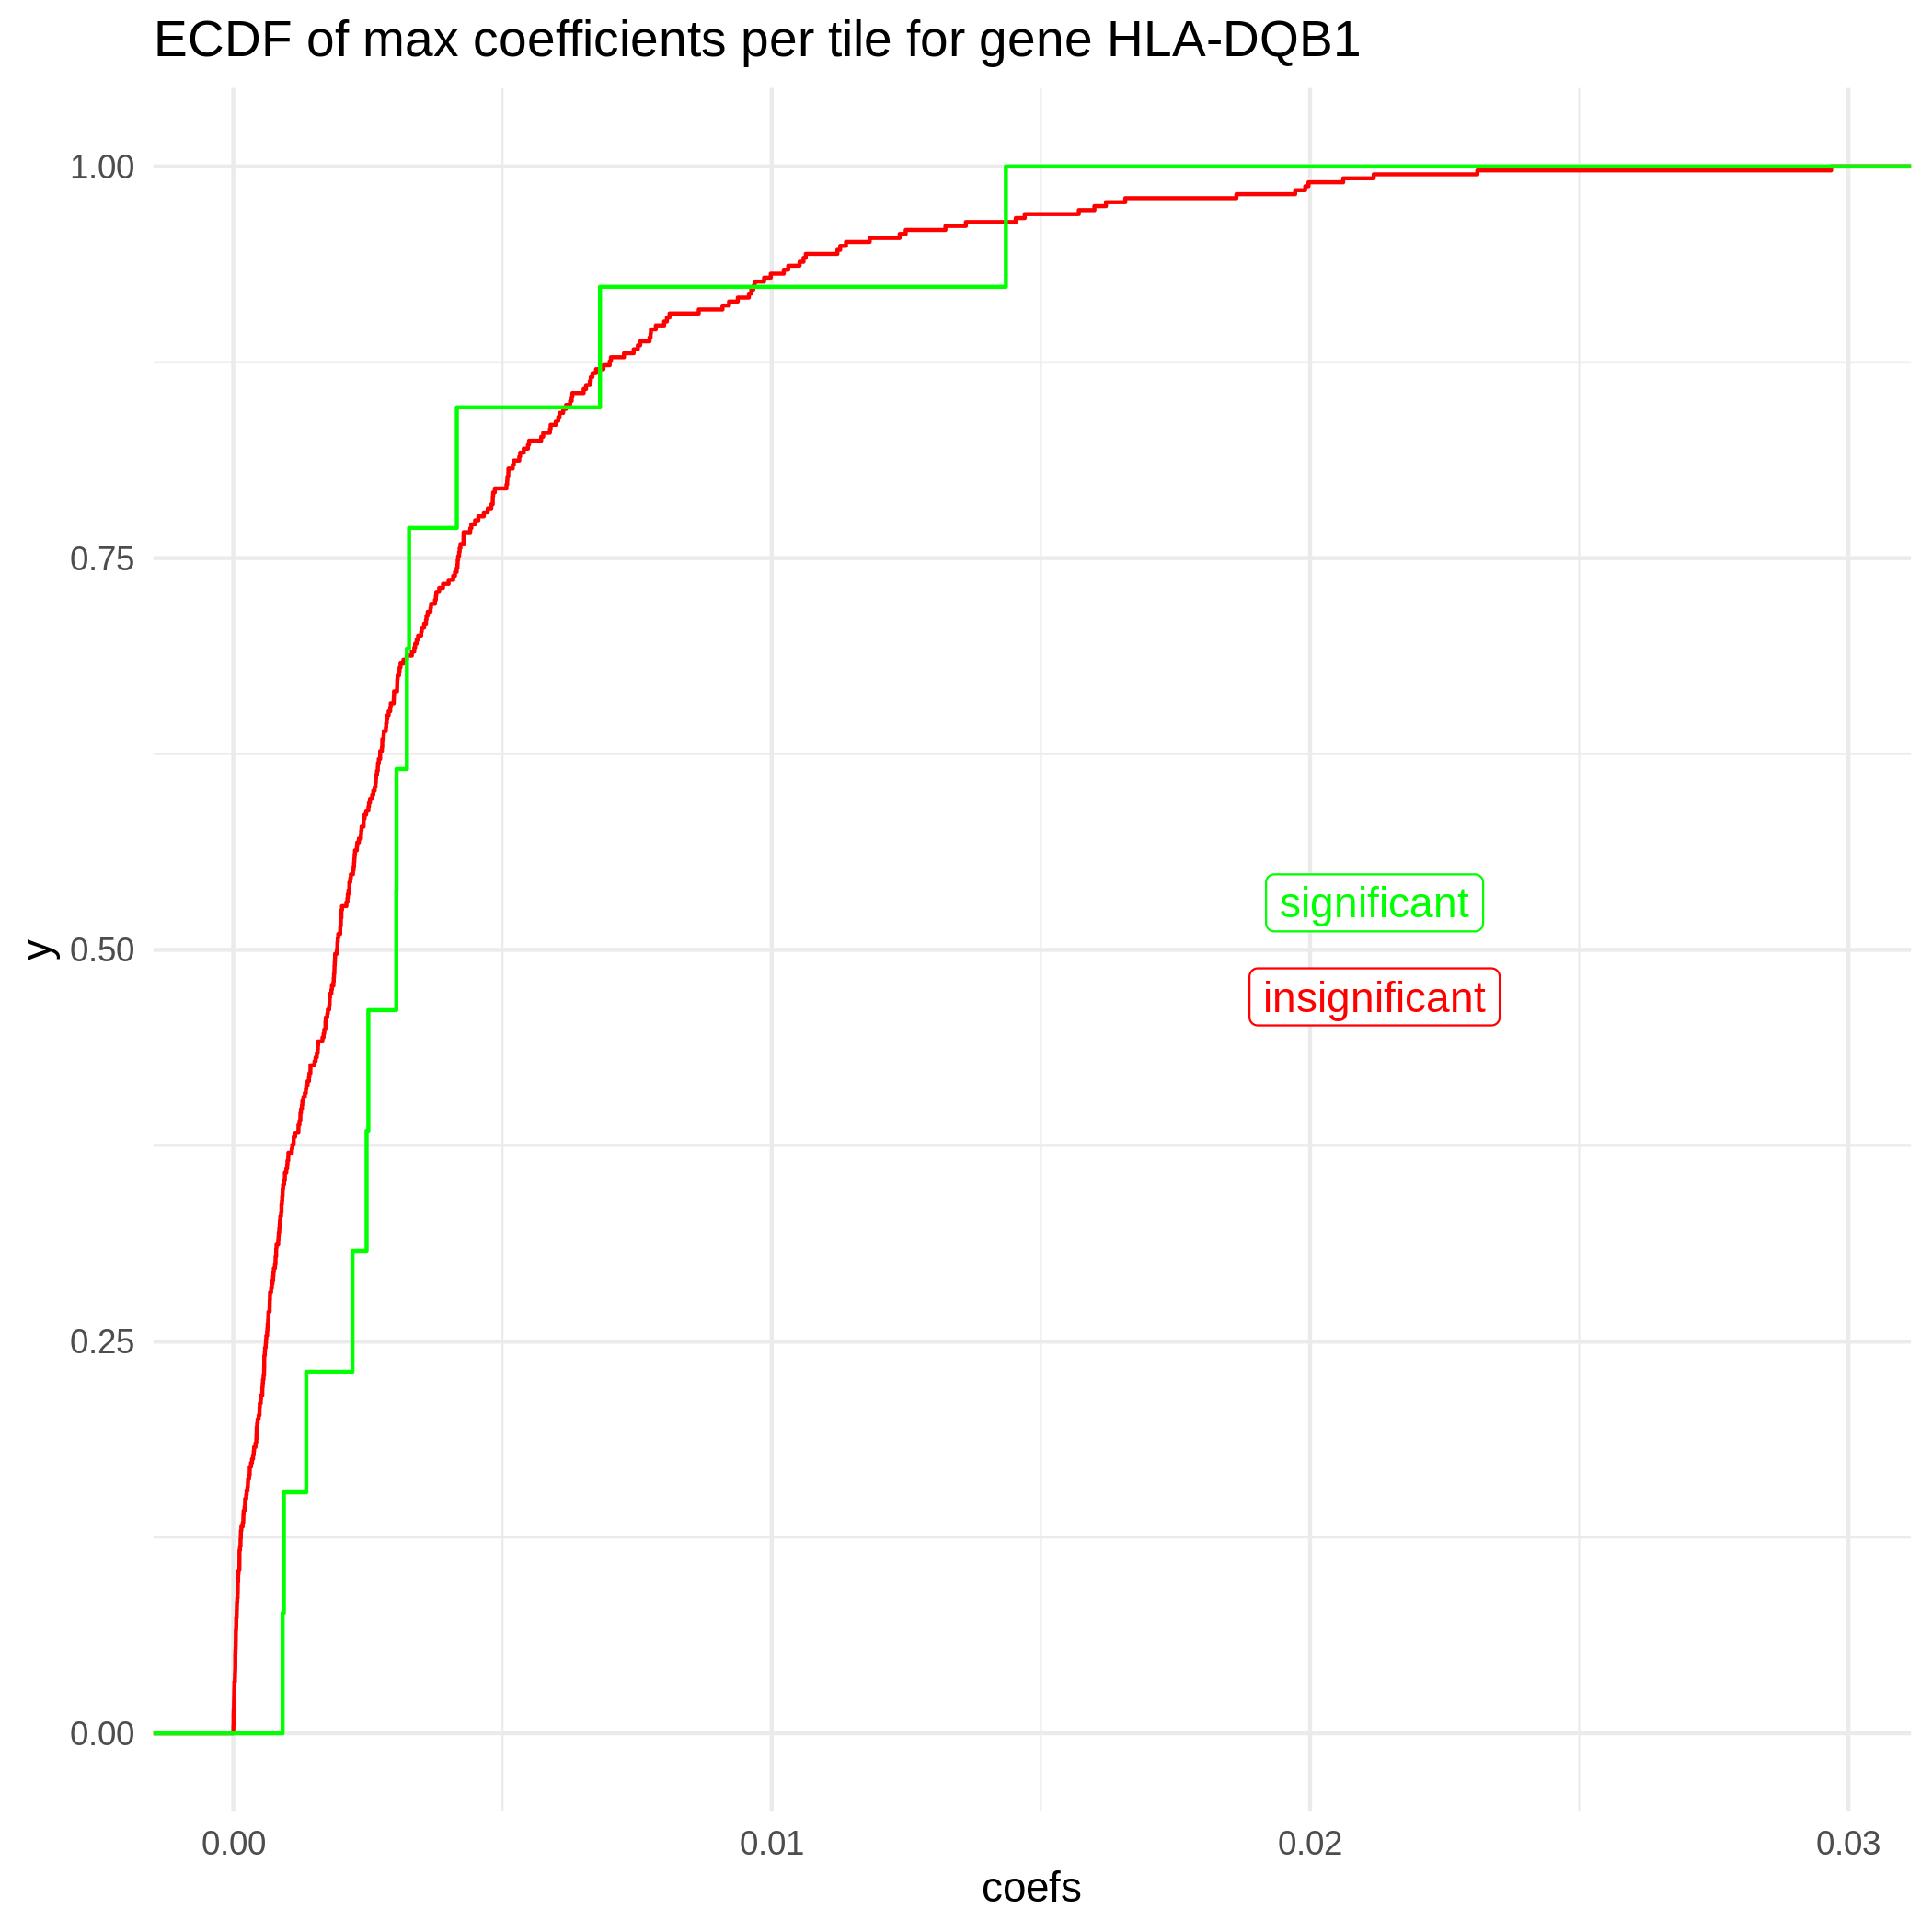 ECDF of max coefficients per tile for gene HLA-DQB1
1.00
0.75
0.50
0.25
0.00
y
significant
insignificant
0.00 0.01 0.02 0.03
coefs